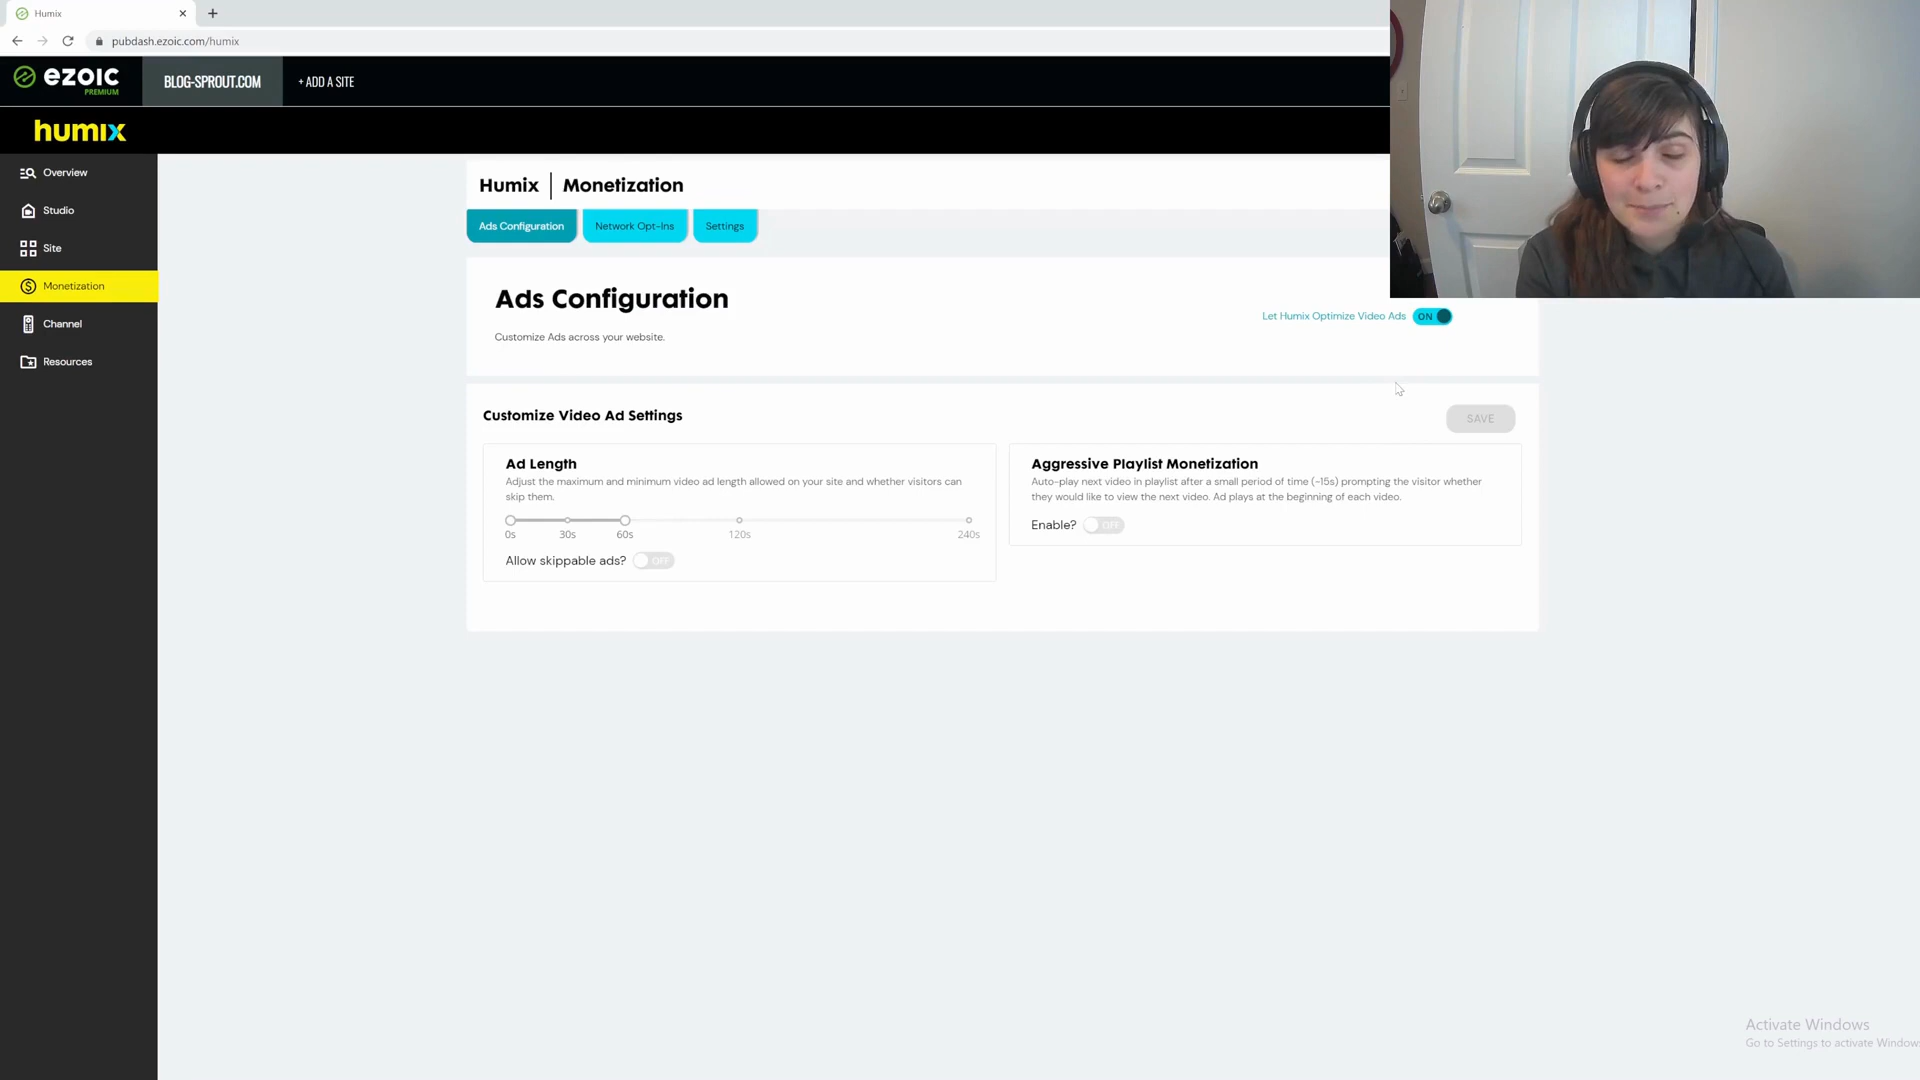 Humix
pubdash.ezoic.com/humix
ezoic
PREMIUM
BLOG-SPROUT.COM
+ ADD A SITE
humix
Overview
Studio
Site
Monetization
Channel
Resources
Humix | Monetization
Ads Configuration
Network Opt-Ins
Settings
Ads Configuration
Customize Ads across your website.
Let Humix Optimize Video Ads ON
Customize Video Ad Settings
SAVE
Ad Length
Adjust the maximum and minimum video ad length allowed on your site and whether visitors can
skip them.
0s 30s 60s 120s 240s
Allow skippable ads? OFF
Aggressive Playlist Monetization
Auto-play next video in playlist after a small period of time (~15s) prompting the visitor whether
they would like to view the next video. Ad plays at the beginning of each video.
Enable? OFF
Activate Windows
Go to Settings to activate Windows